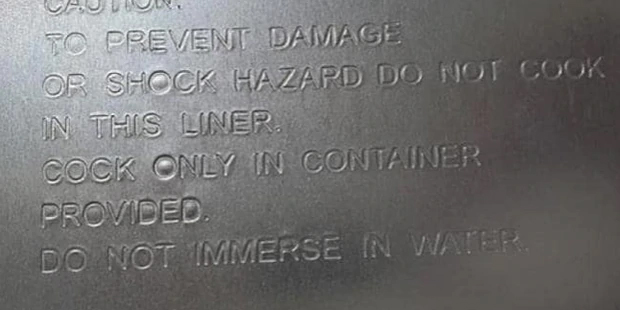 CAUTION:
TO PREVENT DAMAGE
OR SHOCK HAZARD DO NOT COOK
IN THIS LINER.
COCK ONLY IN CONTAINER
PROVIDED.
DO NOT IMMERSE IN WATER.